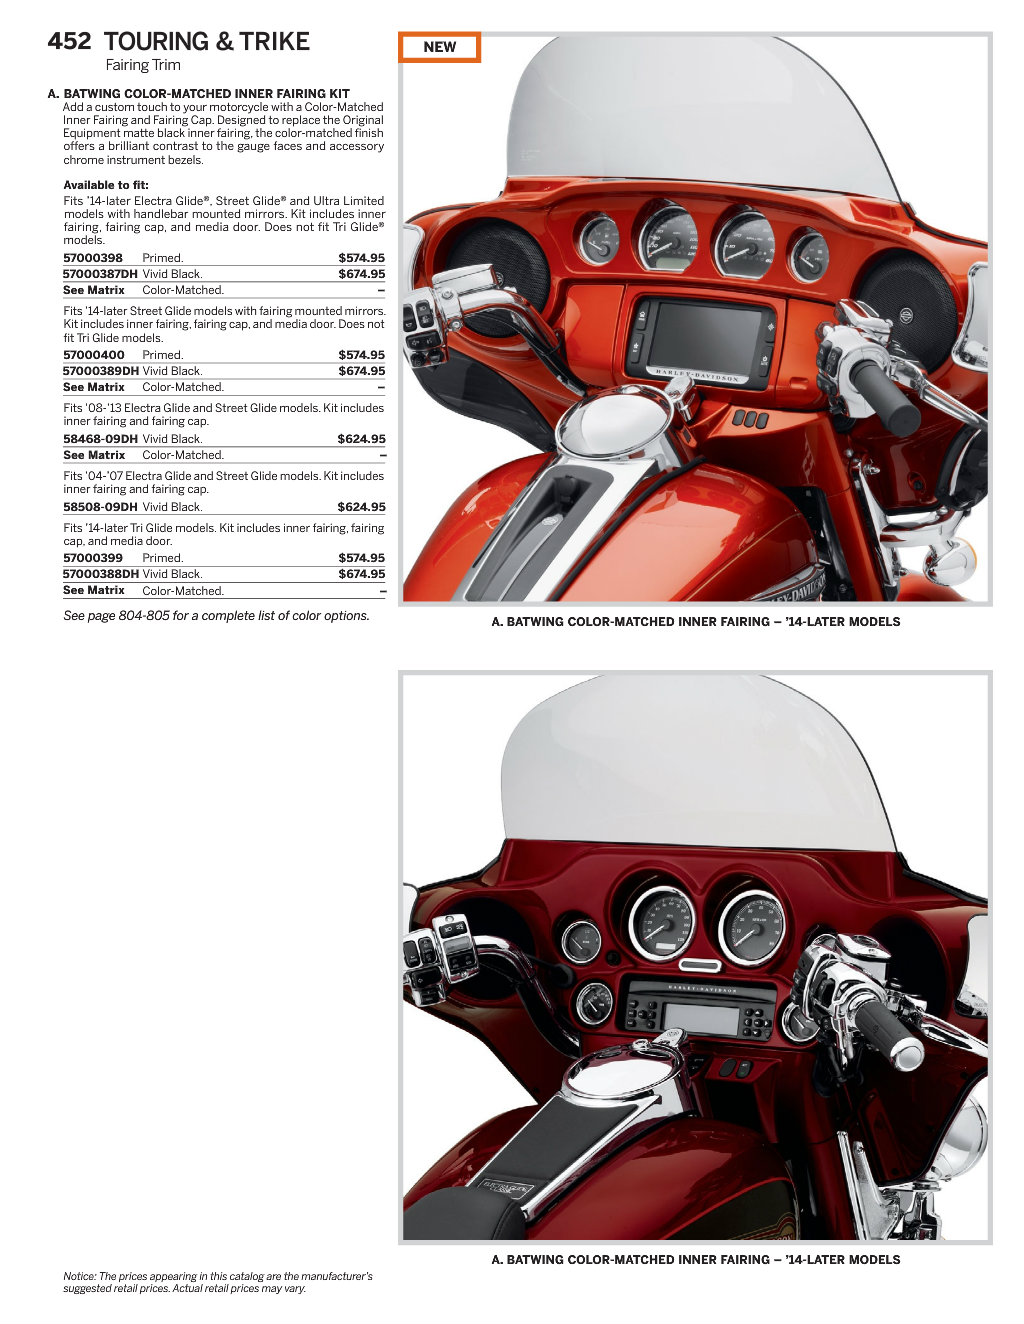 452 TOURING & TRIKE
Fairing Trim
A. BATWING COLOR-MATCHED INNER FAIRING KIT
Add a custom touch to your motorcycle with a Color-Matched
Inner Fairing and Fairing Cap. Designed to replace the Original
Equipment matte black inner fairing, the color-matched finish
offers a brilliant contrast to the gauge faces and accessory
chrome instrument bezels.
Available to fit:
Fits ’14-later Electra Glide®, Street Glide® and Ultra Limited
models with handlebar mounted mirrors. Kit includes inner
fairing, fairing cap, and media door. Does not fit Tri Glide®
models.
57000398 Primed. $574.95
57000387DH Vivid Black. $674.95
See Matrix Color-Matched. –
Fits ’14-later Street Glide models with fairing mounted mirrors.
Kit includes inner fairing, fairing cap, and media door. Does not
fit Tri Glide models.
57000400 Primed. $574.95
57000389DH Vivid Black. $674.95
See Matrix Color-Matched. –
Fits ’08-’13 Electra Glide and Street Glide models. Kit includes
inner fairing and fairing cap.
58468-09DH Vivid Black. $624.95
See Matrix Color-Matched. –
Fits ’04-’07 Electra Glide and Street Glide models. Kit includes
inner fairing and fairing cap.
58508-09DH Vivid Black. $624.95
Fits ’14-later Tri Glide models. Kit includes inner fairing, fairing
cap, and media door.
57000399 Primed. $574.95
57000388DH Vivid Black. $674.95
See Matrix Color-Matched. –
See page 804-805 for a complete list of color options.
NEW
HARLEY-DAVIDSON
A. BATWING COLOR-MATCHED INNER FAIRING – ’14-LATER MODELS
HARLEY-DAVIDSON
A. BATWING COLOR-MATCHED INNER FAIRING – ’14-LATER MODELS
Notice: The prices appearing in this catalog are the manufacturer’s
suggested retail prices. Actual retail prices may vary.